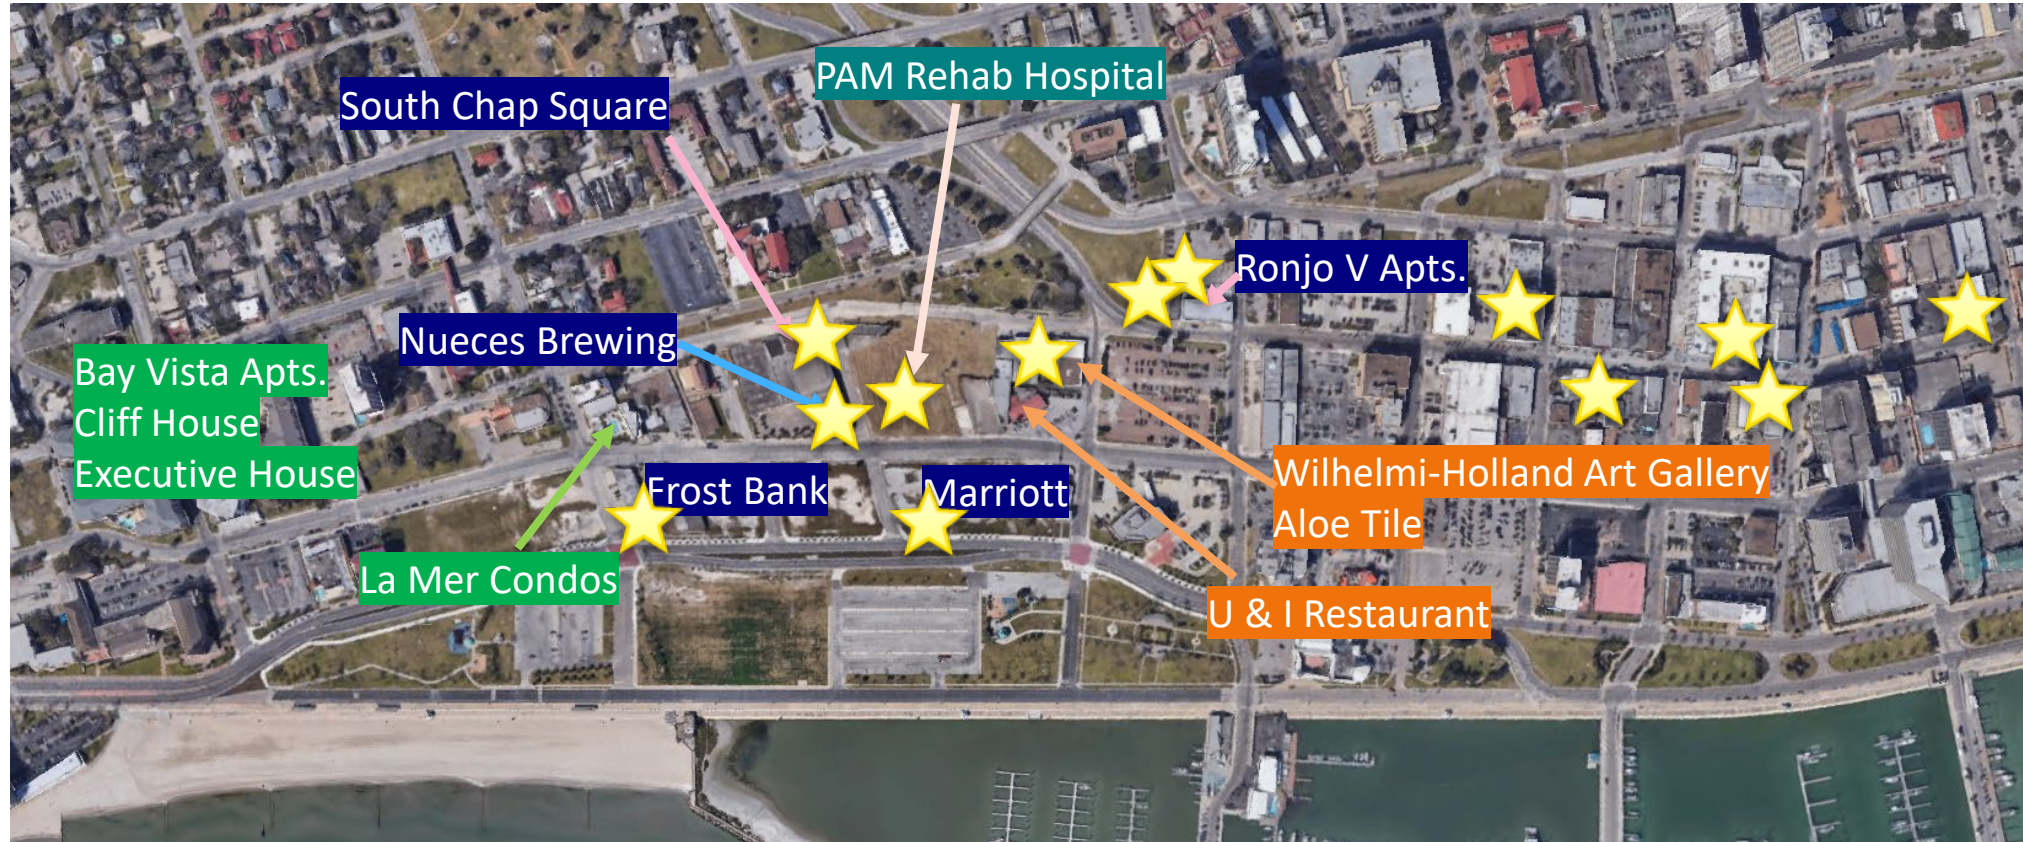 PAM Rehab Hospital
South Chap Square
Ronjo V Apts.
Nueces Brewing
Bay Vista Apts.
Cliff House
Executive House
Frost Bank
Marriott
Wilhelmi-Holland Art Gallery
Aloe Tile
La Mer Condos
U & I Restaurant